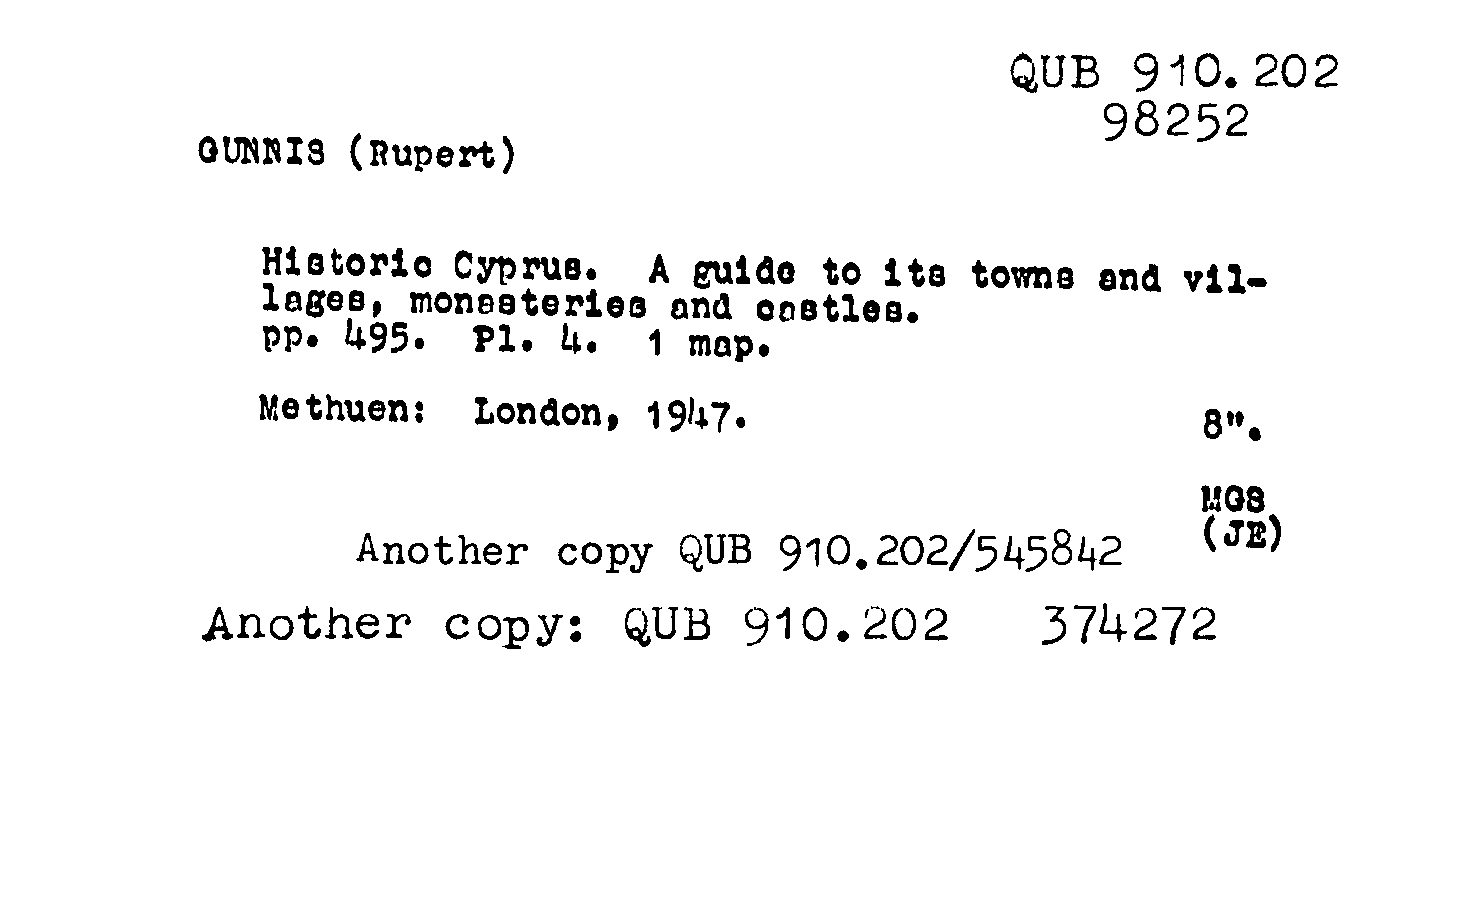 QUB 910.202
98252
GUNNIS (Rupert)
Historic Cyprus. A guide to its towns and vil-
lages, monasteries and castles.
pp. 495. Pl. 4. 1 map.
Methuen: London, 1947.
8".
MGS
(JE)
Another copy QUB 910.202/545842
Another copy: QUB 910.202 374272